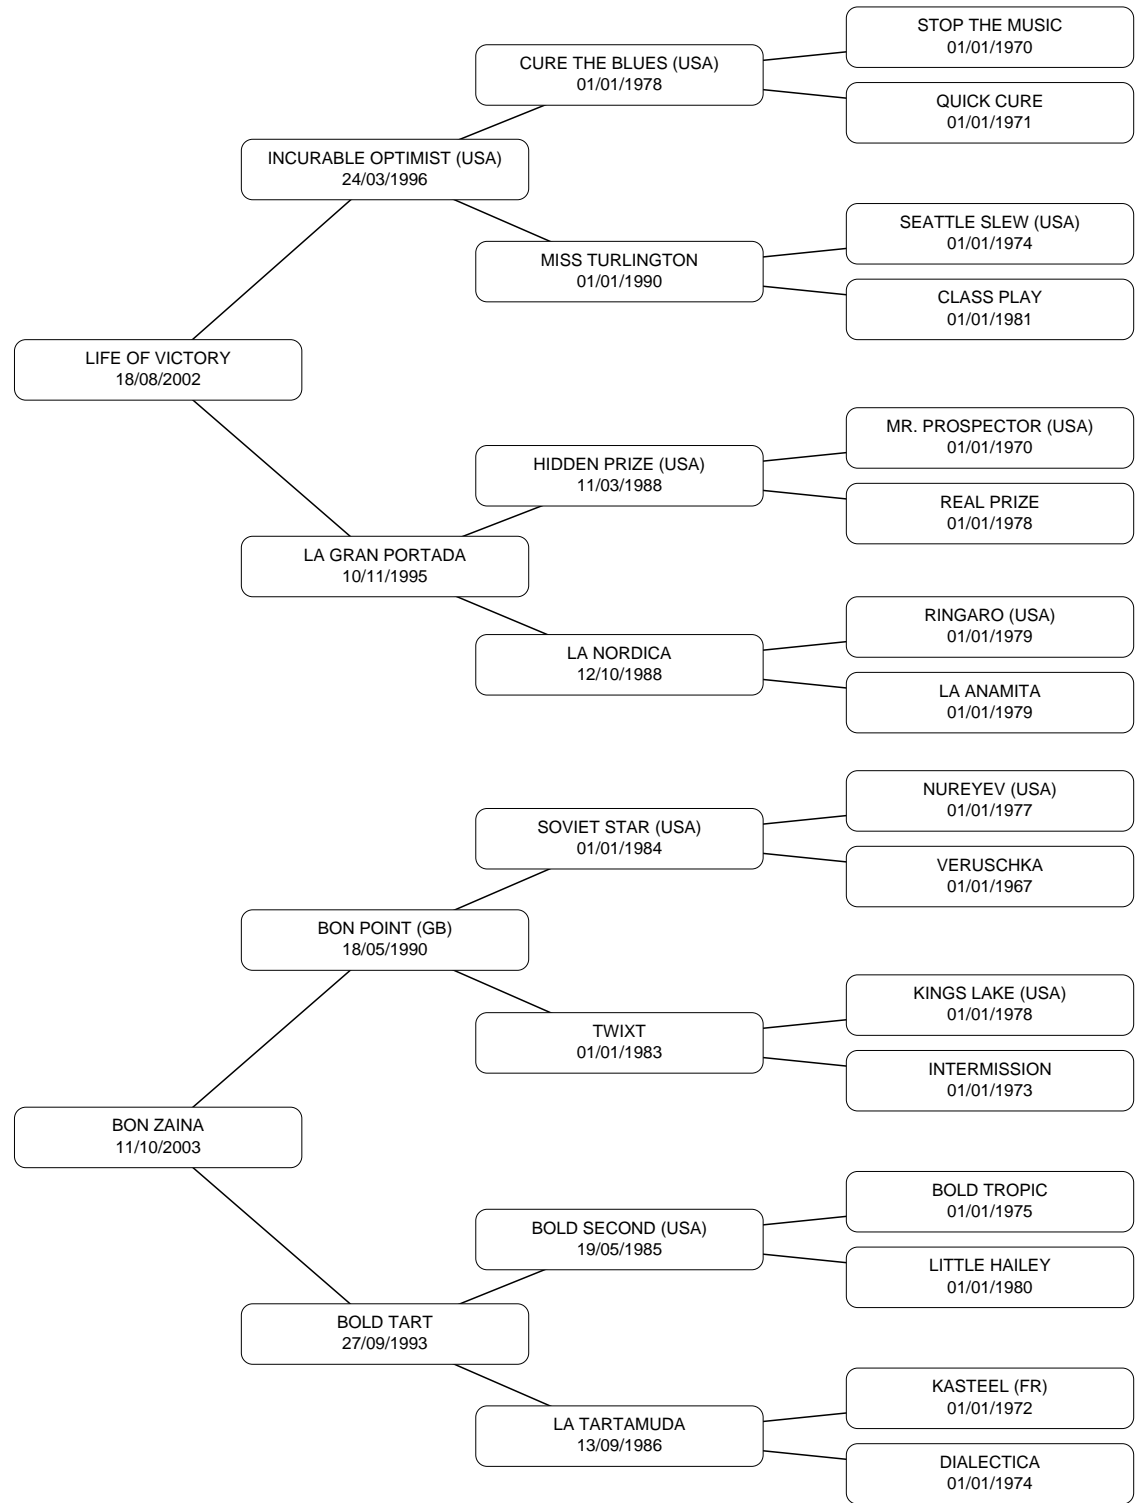 STOP THE MUSIC
01/01/1970
CURE THE BLUES (USA)
01/01/1978
QUICK CURE
01/01/1971
INCURABLE OPTIMIST (USA)
24/03/1996
SEATTLE SLEW (USA)
01/01/1974
MISS TURLINGTON
01/01/1990
CLASS PLAY
01/01/1981
LIFE OF VICTORY
18/08/2002
MR. PROSPECTOR (USA)
01/01/1970
HIDDEN PRIZE (USA)
11/03/1988
REAL PRIZE
01/01/1978
LA GRAN PORTADA
10/11/1995
RINGARO (USA)
01/01/1979
LA NORDICA
12/10/1988
LA ANAMITA
01/01/1979
NUREYEV (USA)
01/01/1977
SOVIET STAR (USA)
01/01/1984
VERUSCHKA
01/01/1967
BON POINT (GB)
18/05/1990
KINGS LAKE (USA)
01/01/1978
TWIXT
01/01/1983
INTERMISSION
01/01/1973
BON ZAINA
11/10/2003
BOLD TROPIC
01/01/1975
BOLD SECOND (USA)
19/05/1985
LITTLE HAILEY
01/01/1980
BOLD TART
27/09/1993
KASTEEL (FR)
01/01/1972
LA TARTAMUDA
13/09/1986
DIALECTICA
01/01/1974